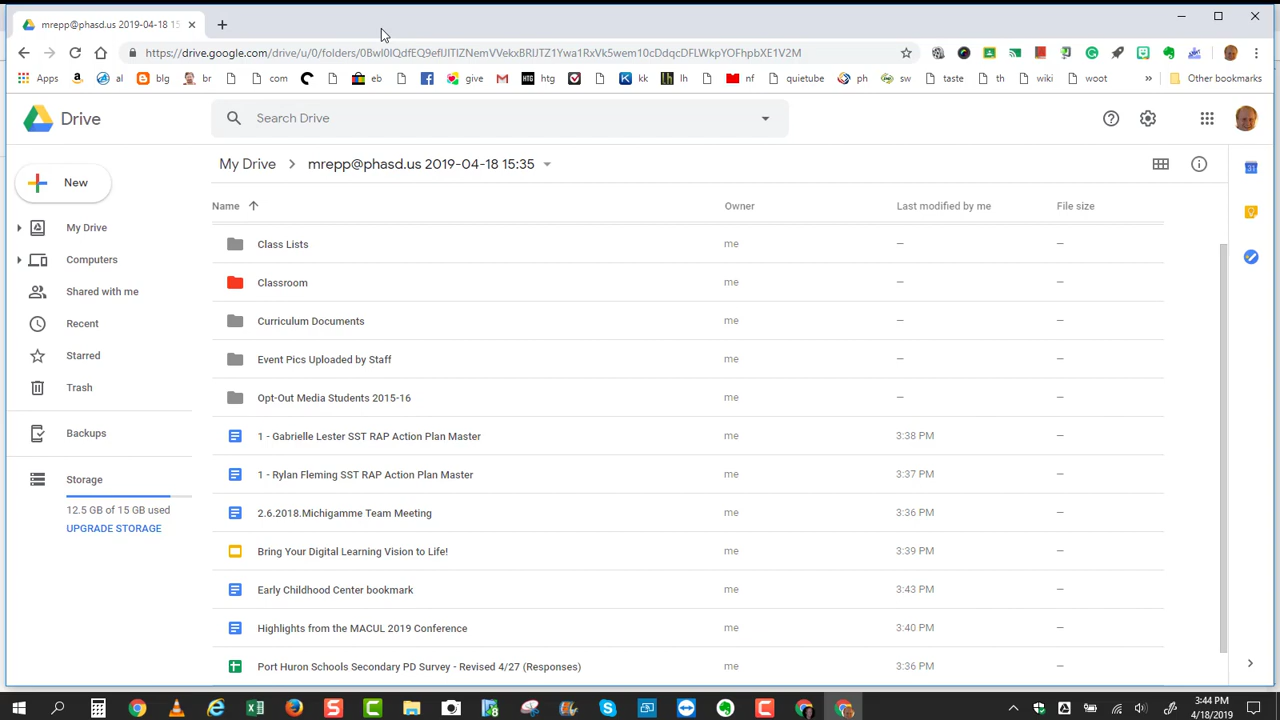 mrepp@phasd.us 2019-04-18 15
Apps al blg br com eb give htg kk lh nf quietube ph sw taste th wiki woot » Other bookmarks
Drive
Search Drive
My Drive mrepp@phasd.us 2019-04-18 15:35
New
Name Owner Last modified by me File size
My Drive
Computers
Shared with me
Recent
Starred
Trash
Backups
Storage
12.5 GB of 15 GB used
UPGRADE STORAGE
Class Lists me – –
Classroom me – –
Curriculum Documents me – –
Event Pics Uploaded by Staff me – –
Opt-Out Media Students 2015-16 me – –
1 - Gabrielle Lester SST RAP Action Plan Master me 3:38 PM –
1 - Rylan Fleming SST RAP Action Plan Master me 3:37 PM –
2.6.2018.Michigamme Team Meeting me 3:36 PM –
Bring Your Digital Learning Vision to Life! me 3:39 PM –
Early Childhood Center bookmark me 3:43 PM –
Highlights from the MACUL 2019 Conference me 3:40 PM –
Port Huron Schools Secondary PD Survey - Revised 4/27 (Responses) me 3:36 PM –
31
3:44 PM
4/18/2019